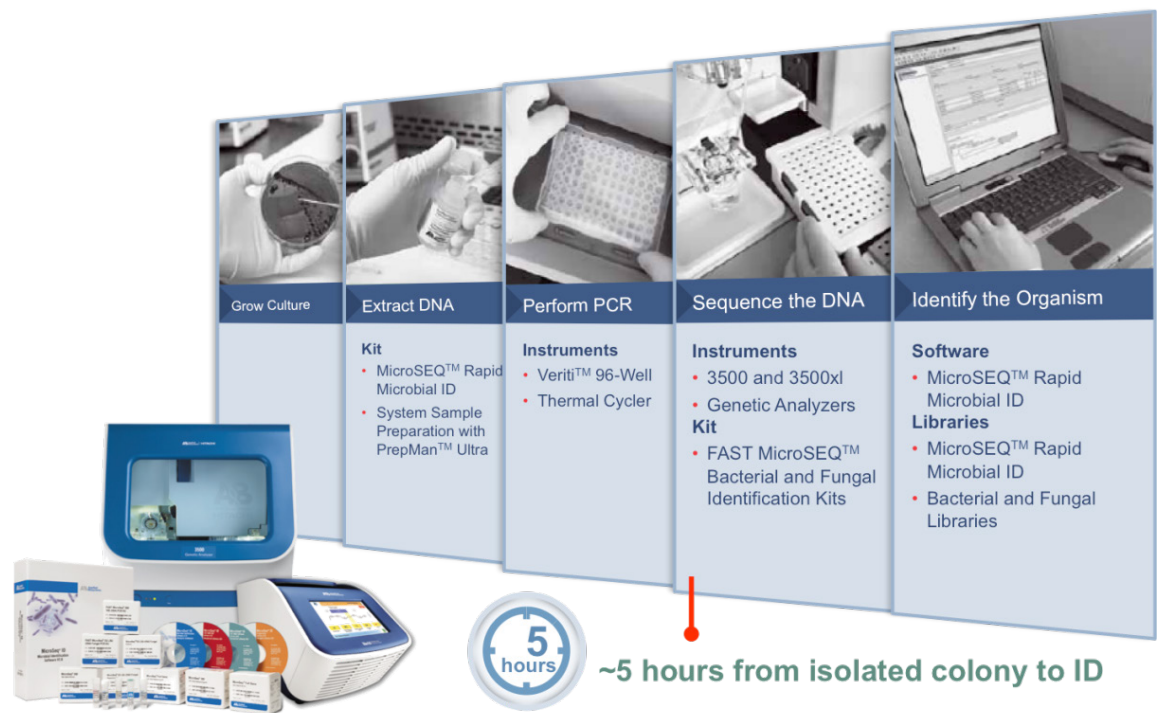 Grow Culture
Extract DNA
Kit
• MicroSEQ™ Rapid
Microbial ID
• System Sample
Preparation with
PrepMan™ Ultra
Perform PCR
Instruments
• Veriti™ 96-Well
• Thermal Cycler
Sequence the DNA
Instruments
• 3500 and 3500xl
• Genetic Analyzers
Kit
• FAST MicroSEQ™
Bacterial and Fungal
Identification Kits
Identify the Organism
Software
• MicroSEQ™ Rapid
Microbial ID
Libraries
• MicroSEQ™ Rapid
Microbial ID
• Bacterial and Fungal
Libraries
5
hours
~5 hours from isolated colony to ID